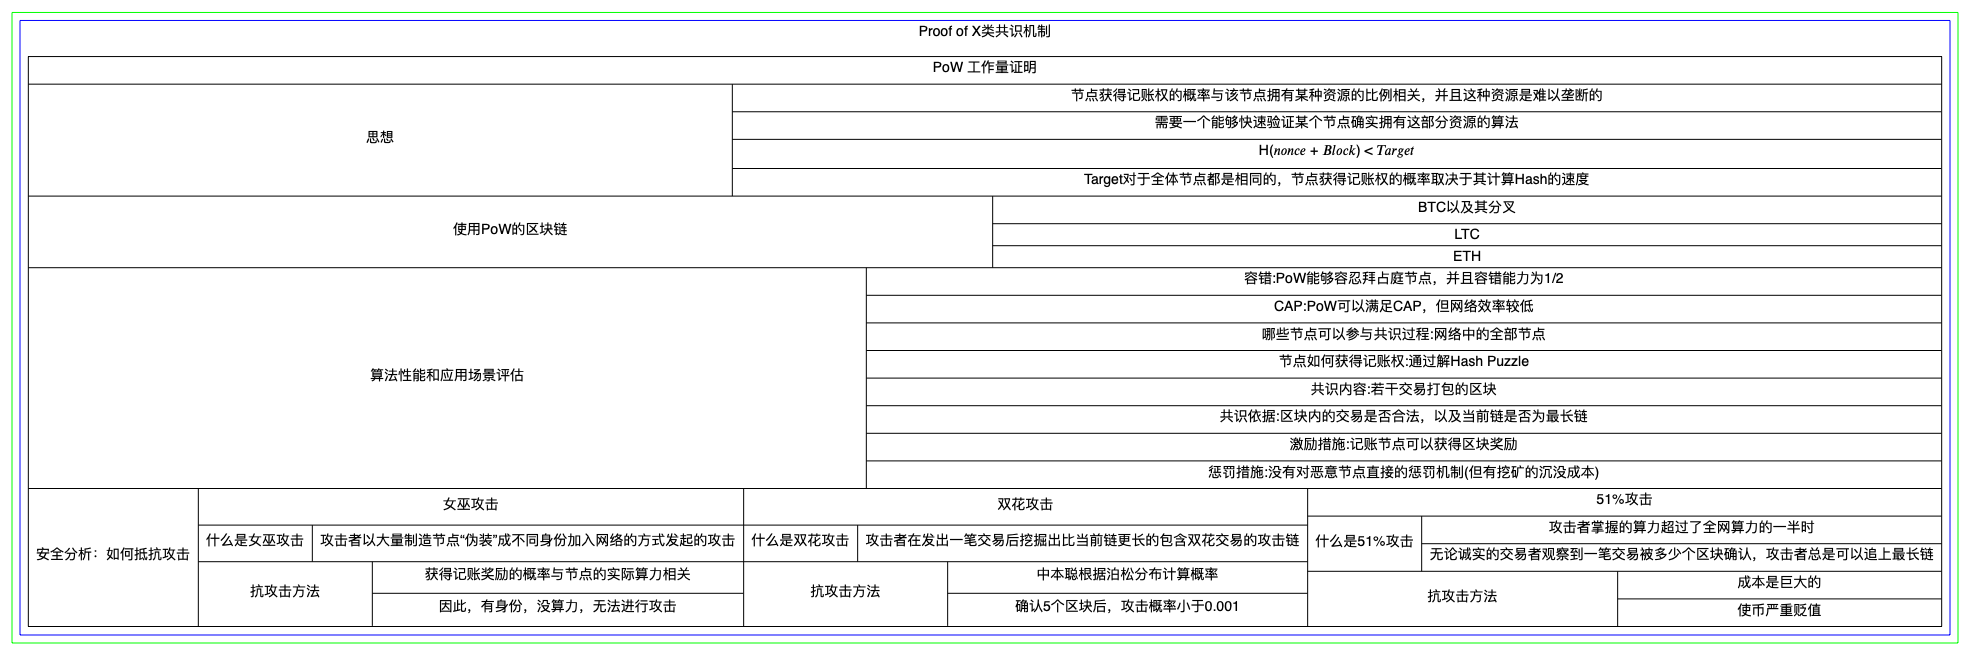 Proof of X类共识机制
PoW 工作量证明
思想
节点获得记账权的概率与该节点拥有某种资源的比例相关，并且这种资源是难以垄断的
需要一个能够快速验证某个节点确实拥有这部分资源的算法
H(nonce + Block) < Target
Target对于全体节点都是相同的，节点获得记账权的概率取决于其计算Hash的速度
使用PoW的区块链
BTC以及其分叉
LTC
ETH
算法性能和应用场景评估
容错:PoW能够容忍拜占庭节点，并且容错能力为1/2
CAP:PoW可以满足CAP，但网络效率较低
哪些节点可以参与共识过程:网络中的全部节点
节点如何获得记账权:通过解Hash Puzzle
共识内容:若干交易打包的区块
共识依据:区块内的交易是否合法，以及当前链是否为最长链
激励措施:记账节点可以获得区块奖励
惩罚措施:没有对恶意节点直接的惩罚机制(但有挖矿的沉没成本)
安全分析：如何抵抗攻击
女巫攻击
什么是女巫攻击
攻击者以大量制造节点“伪装”成不同身份加入网络的方式发起的攻击
抗攻击方法
获得记账奖励的概率与节点的实际算力相关
因此，有身份，没算力，无法进行攻击
双花攻击
什么是双花攻击
攻击者在发出一笔交易后挖掘出比当前链更长的包含双花交易的攻击链
抗攻击方法
中本聪根据泊松分布计算概率
确认5个区块后，攻击概率小于0.001
51%攻击
什么是51%攻击
攻击者掌握的算力超过了全网算力的一半时
无论诚实的交易者观察到一笔交易被多少个区块确认，攻击者总是可以追上最长链
抗攻击方法
成本是巨大的
使币严重贬值